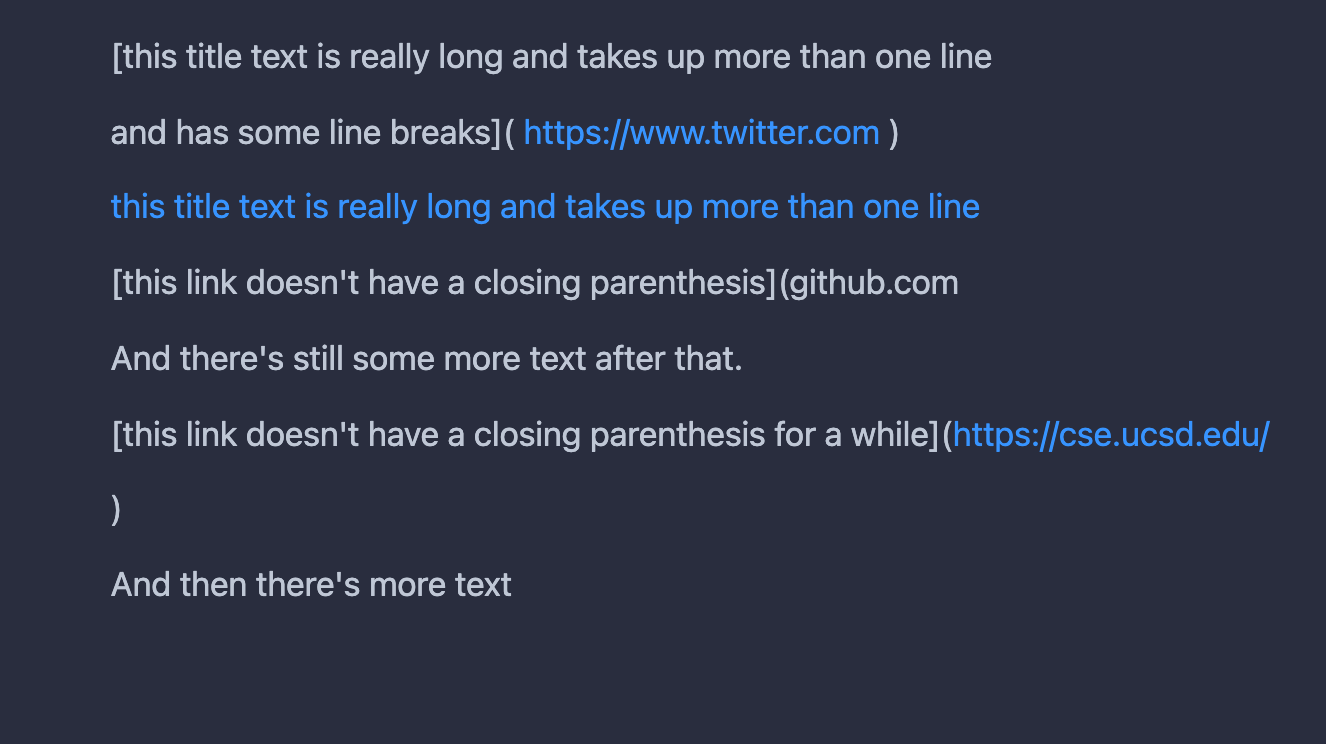 [this title text is really long and takes up more than one line
and has some line breaks]( https://www.twitter.com )
this title text is really long and takes up more than one line
[this link doesn't have a closing parenthesis](github.com
And there's still some more text after that.
[this link doesn't have a closing parenthesis for a while](https://cse.ucsd.edu/
)
And then there's more text